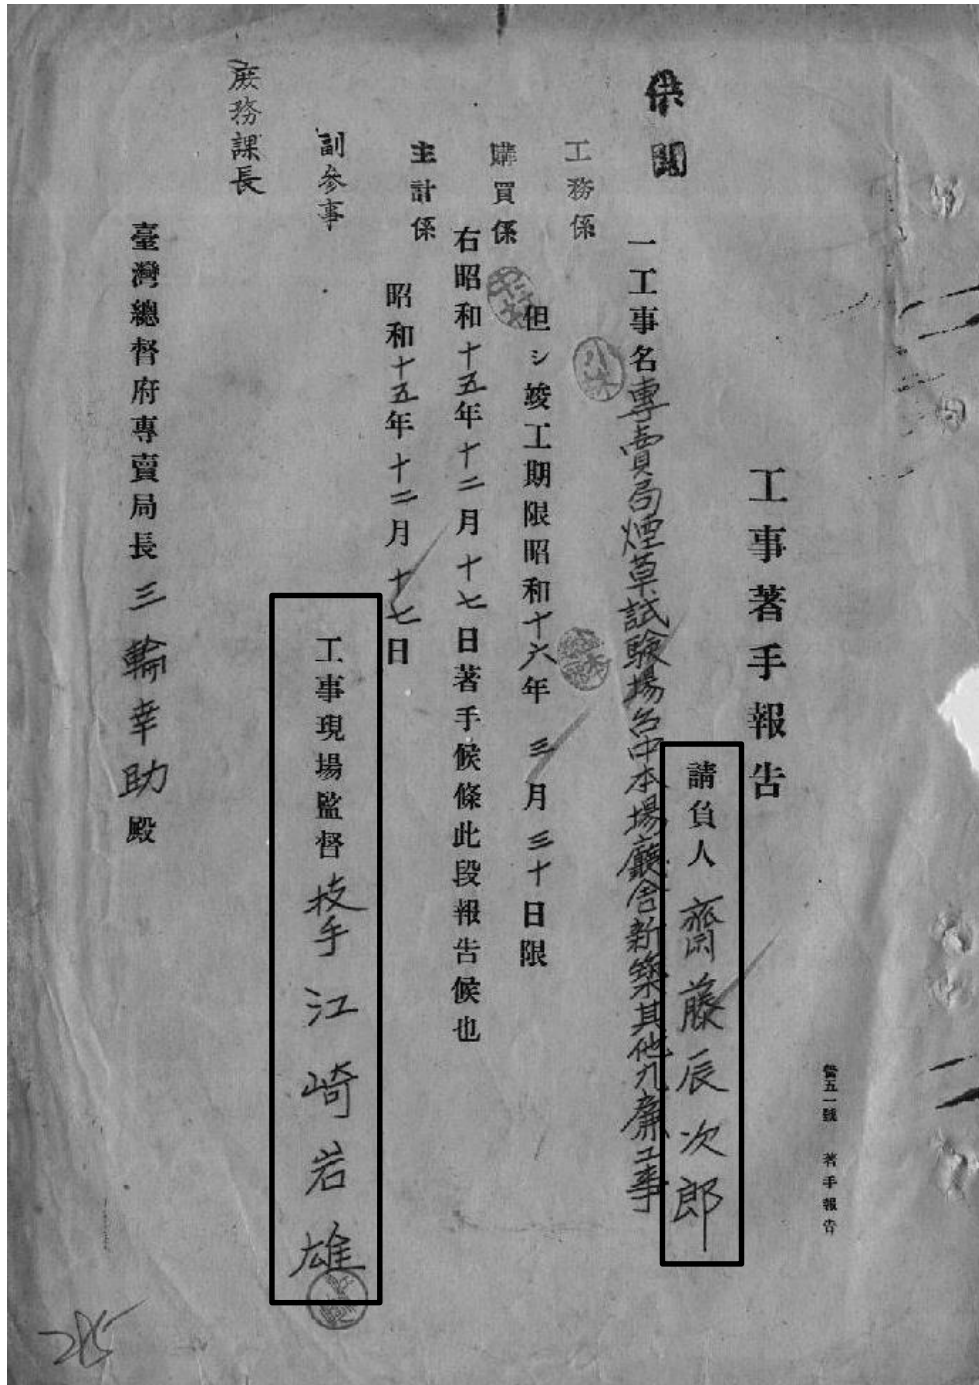 營五一號 著手報告
工事著手報告
請負人 齋藤辰次郎
供閱
一工事名專賣局煙草試驗場台中本場廳舍新築其他九廉工事
工務係
但シ竣工期限昭和十六年三月三十日限
購買係
右昭和十五年十二月十七日著手候條此段報告候也
主計係
昭和十五年十二月十七日
副參事
工事現場監督 技手 江崎岩雄
庶務課長
臺灣總督府專賣局長三輪幸助殿